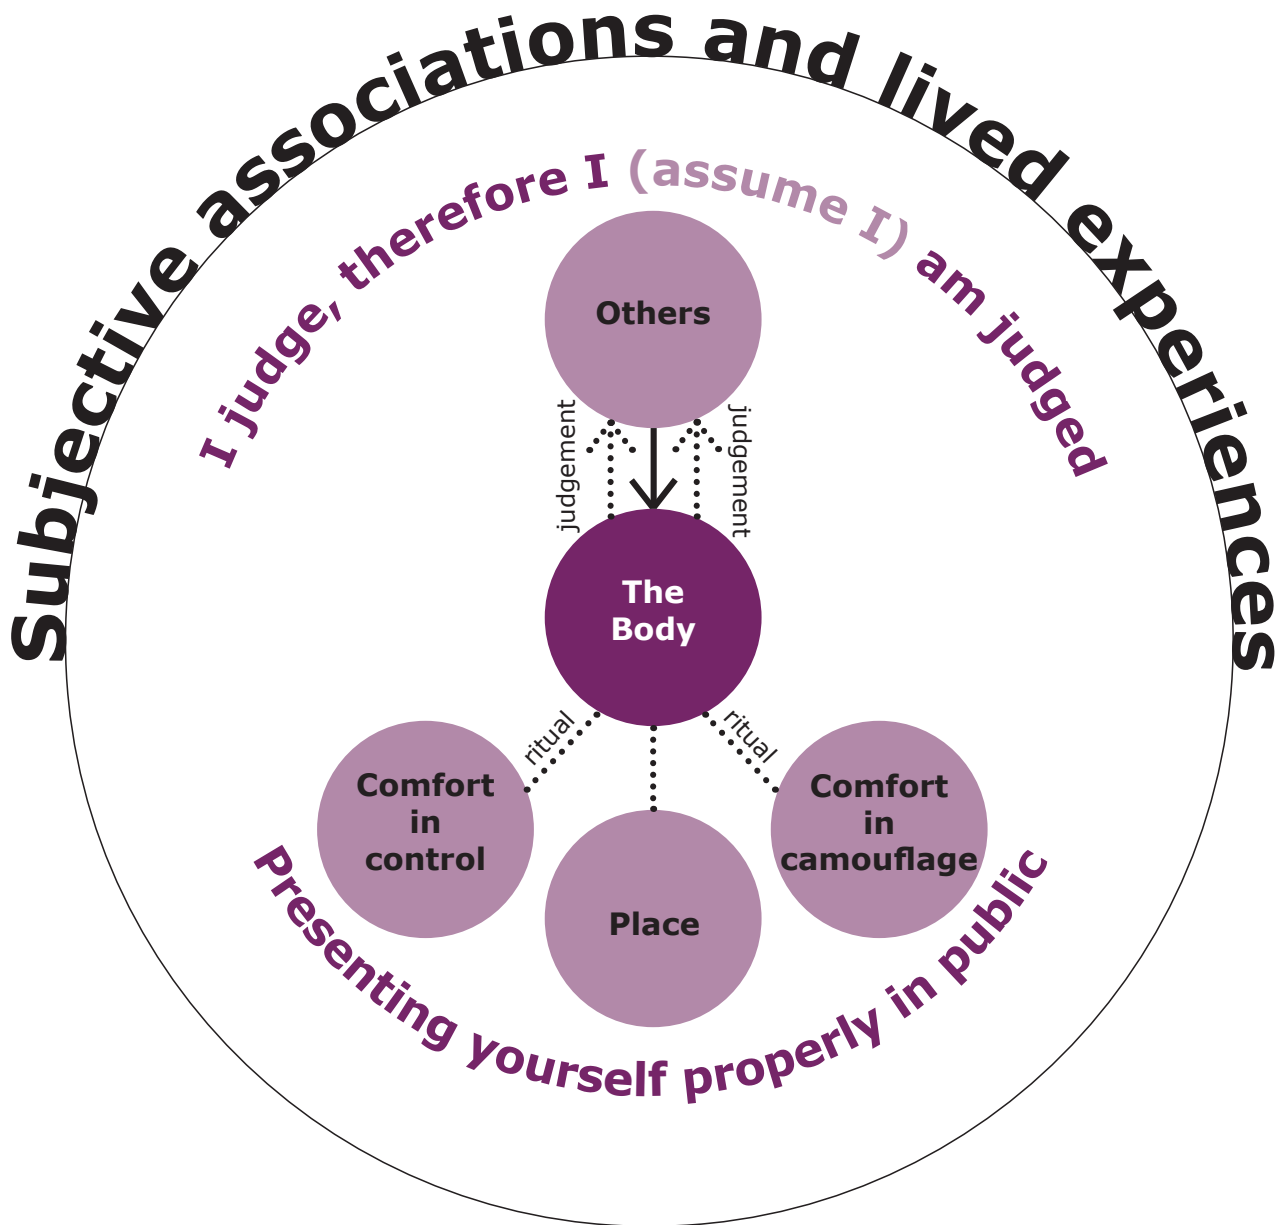 Subjective associations and lived experiences
I judge, therefore I (assume I) am judged
Others
judgement
judgement
The
Body
ritual
ritual
Comfort
in
control
Comfort
in
camouflage
Place
Presenting yourself properly in public